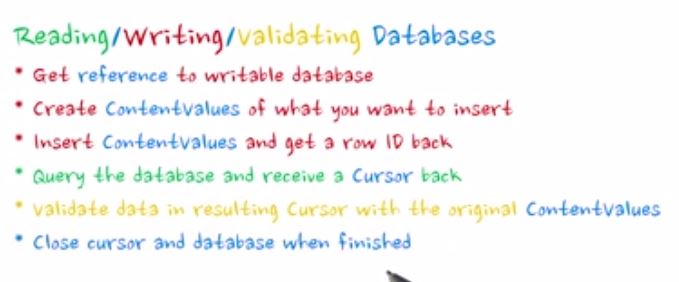 Reading/Writing/Validating Databases
* Get reference to writable database
* Create ContentValues of what you want to insert
* Insert ContentValues and get a row ID back
* Query the database and receive a Cursor back
* Validate data in resulting Cursor with the original ContentValues
* Close cursor and database when finished